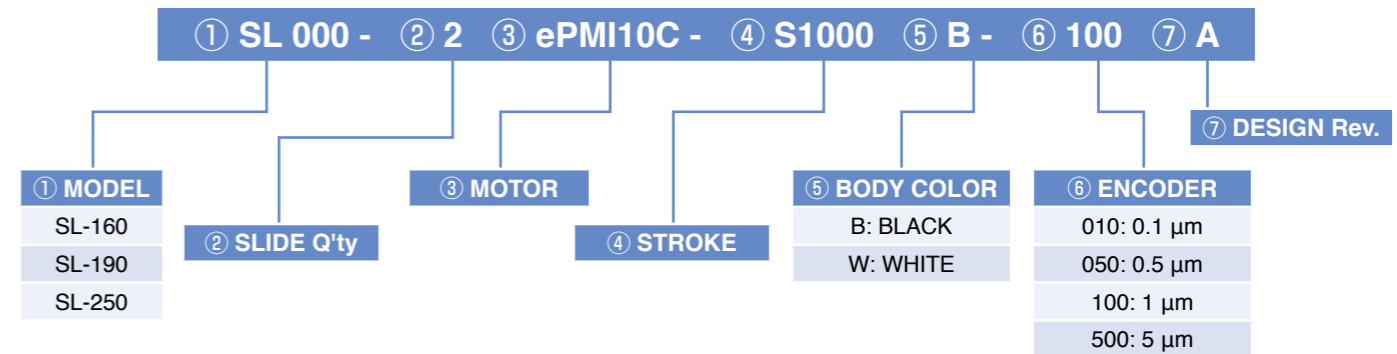 ① SL 000 - ② 2 ③ ePMI10C - ④ S1000 ⑤ B - ⑥ 100 ⑦ A
⑦ DESIGN Rev.
① MODEL
SL-160
SL-190
SL-250
② SLIDE Q'ty
③ MOTOR
④ STROKE
⑤ BODY COLOR
B: BLACK
W: WHITE
⑥ ENCODER
010: 0.1 µm
050: 0.5 µm
100: 1 µm
500: 5 µm